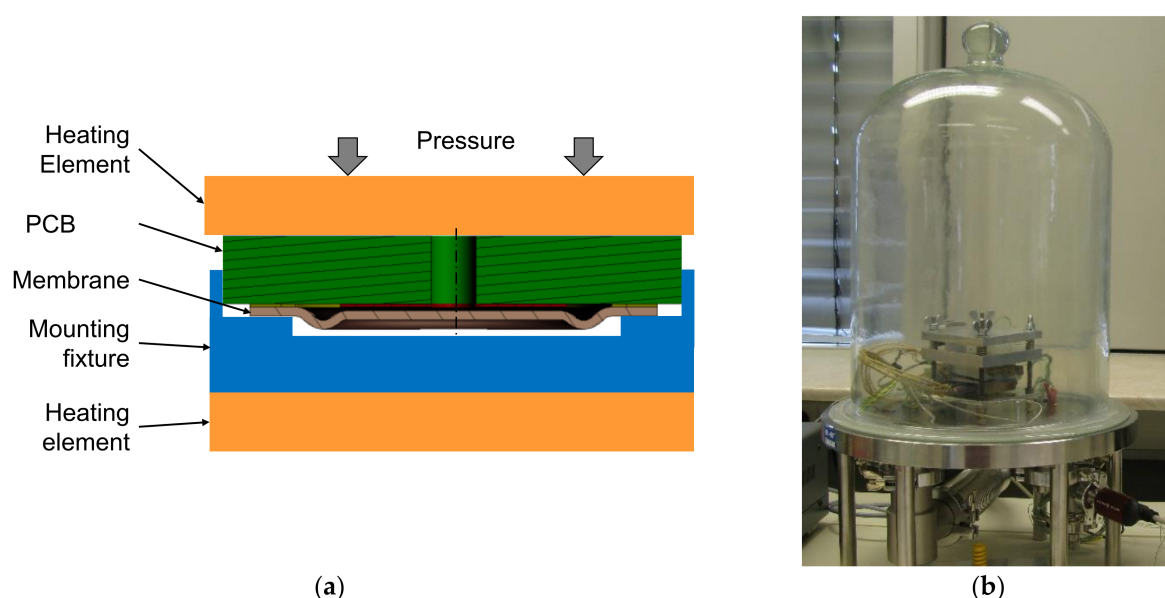 Heating
Element
Pressure
PCB
Membrane
Mounting
fixture
Heating
element
(a)
(b)